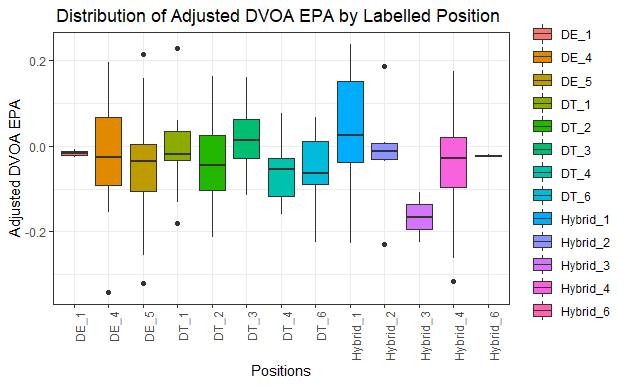 Distribution of Adjusted DVOA EPA by Labelled Position
Adjusted DVOA EPA
0.2
0.0
-0.2
DE_1
DE_4
DE_5
DT_1
DT_2
DT_3
DT_4
DT_6
Hybrid_1
Hybrid_2
Hybrid_3
Hybrid_4
Hybrid_6
Positions
DE_1
DE_4
DE_5
DT_1
DT_2
DT_3
DT_4
DT_6
Hybrid_1
Hybrid_2
Hybrid_3
Hybrid_4
Hybrid_6